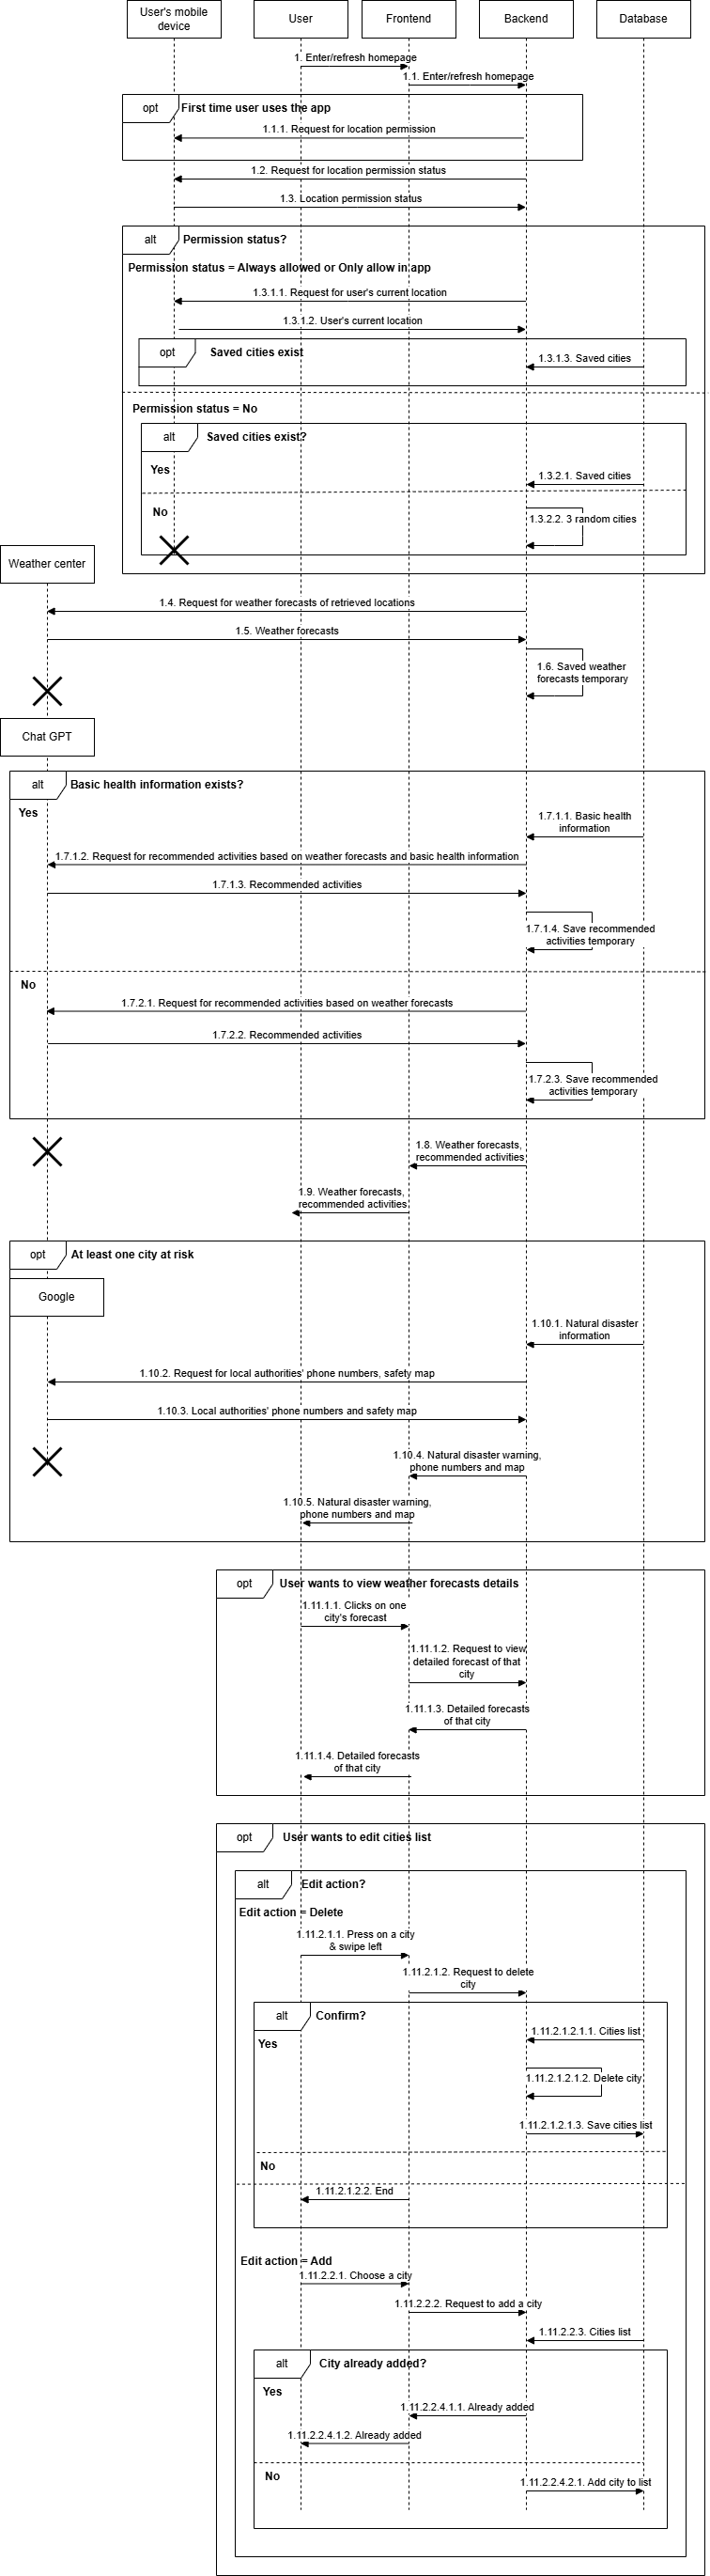 User's mobile
device
User
Frontend
Backend
Database
1. Enter/refresh homepage
1.1. Enter/refresh homepage
opt
First time user uses the app
1.1.1. Request for location permission
1.2. Request for location permission status
1.3. Location permission status
alt
Permission status?
Permission status = Always allowed or Only allow in app
1.3.1.1. Request for user's current location
1.3.1.2. User's current location
opt
Saved cities exist
1.3.1.3. Saved cities
Permission status = No
alt
Saved cities exist?
Yes
1.3.2.1. Saved cities
No
1.3.2.2. 3 random cities
Weather center
1.4. Request for weather forecasts of retrieved locations
1.5. Weather forecasts
1.6. Saved weather
forecasts temporary
Chat GPT
alt
Basic health information exists?
Yes
1.7.1.1. Basic health
information
1.7.1.2. Request for recommended activities based on weather forecasts and basic health information
1.7.1.3. Recommended activities
1.7.1.4. Save recommended
activities temporary
No
1.7.2.1. Request for recommended activities based on weather forecasts
1.7.2.2. Recommended activities
1.7.2.3. Save recommended
activities temporary
1.8. Weather forecasts,
recommended activities
1.9. Weather forecasts,
recommended activities
opt
At least one city at risk
Google
1.10.1. Natural disaster
information
1.10.2. Request for local authorities' phone numbers, safety map
1.10.3. Local authorities' phone numbers and safety map
1.10.4. Natural disaster warning,
phone numbers and map
1.10.5. Natural disaster warning,
phone numbers and map
opt
User wants to view weather forecasts details
1.11.1.1. Clicks on one
city's forecast
1.11.1.2. Request to view
detailed forecast of that
city
1.11.1.3. Detailed forecasts
of that city
1.11.1.4. Detailed forecasts
of that city
opt
User wants to edit cities list
alt
Edit action?
Edit action = Delete
1.11.2.1.1. Press on a city
& swipe left
1.11.2.1.2. Request to delete
city
alt
Confirm?
Yes
1.11.2.1.2.1.1. Cities list
1.11.2.1.2.1.2. Delete city
1.11.2.1.2.1.3. Save cities list
No
1.11.2.1.2.2. End
Edit action = Add
1.11.2.2.1. Choose a city
1.11.2.2.2. Request to add a city
1.11.2.2.3. Cities list
alt
City already added?
Yes
1.11.2.2.4.1.1. Already added
1.11.2.2.4.1.2. Already added
No
1.11.2.2.4.2.1. Add city to list